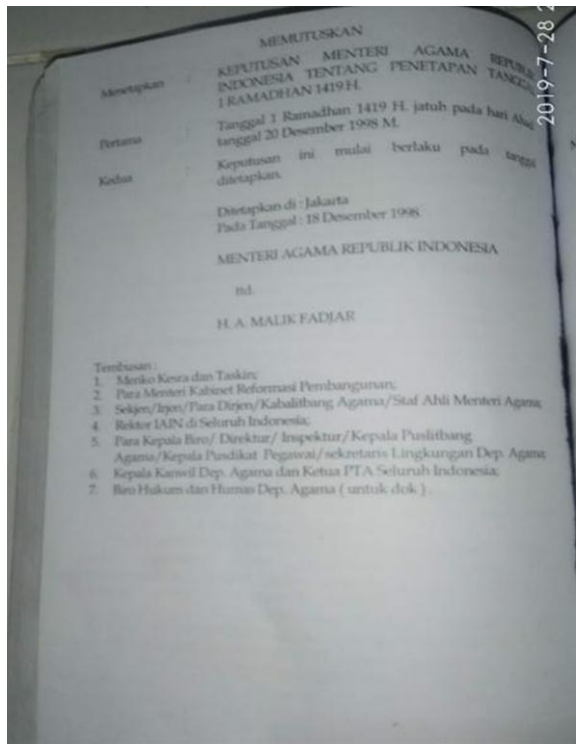 MEMUTUSKAN
Menetapkan : KEPUTUSAN MENTERI AGAMA REPUBLIK
INDONESIA TENTANG PENETAPAN TANGGAL
1 RAMADHAN 1419 H.
Pertama : Tanggal 1 Ramadhan 1419 H. jatuh pada hari Ahad
tanggal 20 Desember 1998 M.
Kedua : Keputusan ini mulai berlaku pada tanggal
ditetapkan.
Ditetapkan di : Jakarta
Pada Tanggal : 18 Desember 1998
MENTERI AGAMA REPUBLIK INDONESIA
ttd.
H. A. MALIK FADJAR
Tembusan :
1. Menko Kesra dan Taskin;
2. Para Menteri Kabinet Reformasi Pembangunan;
3. Sekjen/Irjen/Para Dirjen/Kabalitbang Agama/Staf Ahli Menteri Agama;
4. Rektor IAIN di Seluruh Indonesia;
5. Para Kepala Biro/ Direktur/ Inspektur/Kepala Puslitbang
Agama/Kepala Pusdikat Pegawai/sekretaris Lingkungan Dep. Agama
6. Kepala Kanwil Dep. Agama dan Ketua PTA Seluruh Indonesia;
7. Biro Hukum dan Humas Dep. Agama ( untuk dok ) .
2019-7-28